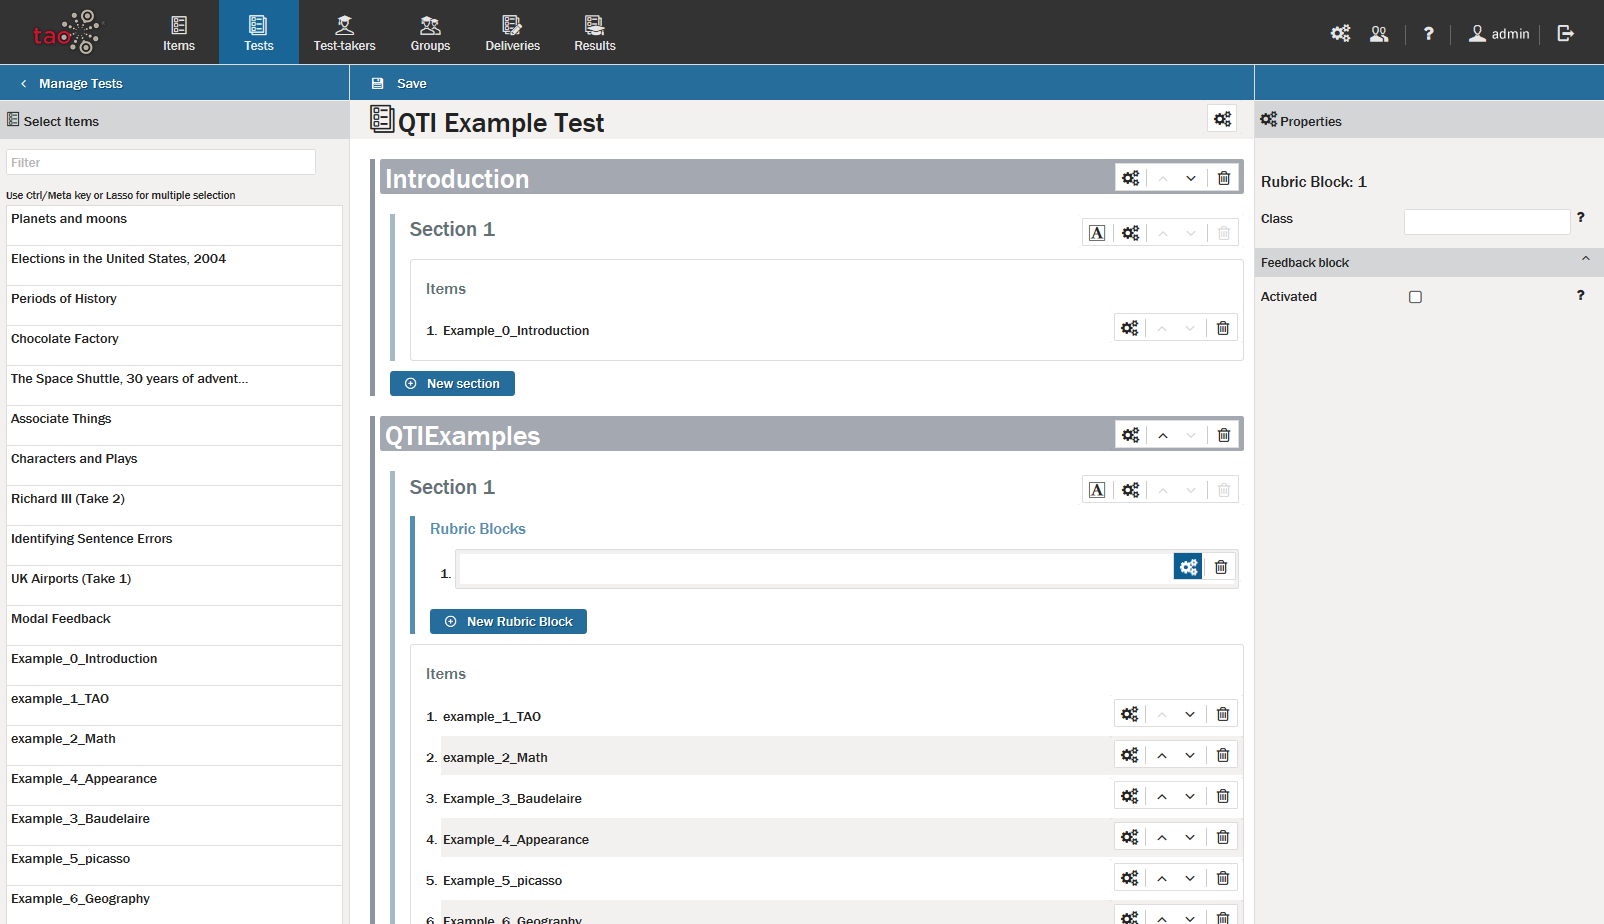 tao
Items
Tests
Test-takers
Groups
Deliveries
Results
?
admin
Manage Tests
Save
Select Items
Filter
Use Ctrl/Meta key or Lasso for multiple selection
Planets and moons
Elections in the United States, 2004
Periods of History
Chocolate Factory
The Space Shuttle, 30 years of advent...
Associate Things
Characters and Plays
Richard III (Take 2)
Identifying Sentence Errors
UK Airports (Take 1)
Modal Feedback
Example_0_Introduction
example_1_TAO
example_2_Math
Example_4_Appearance
Example_3_Baudelaire
Example_5_picasso
Example_6_Geography
QTI Example Test
Introduction
Section 1
A
Items
1. Example_0_Introduction
New section
QTIExamples
Section 1
A
Rubric Blocks
1.
New Rubric Block
Items
1. example_1_TAO
2. example_2_Math
3. Example_3_Baudelaire
4. Example_4_Appearance
5. Example_5_picasso
6. Example_6_Geography
Properties
Rubric Block: 1
Class ?
Feedback block
Activated ?